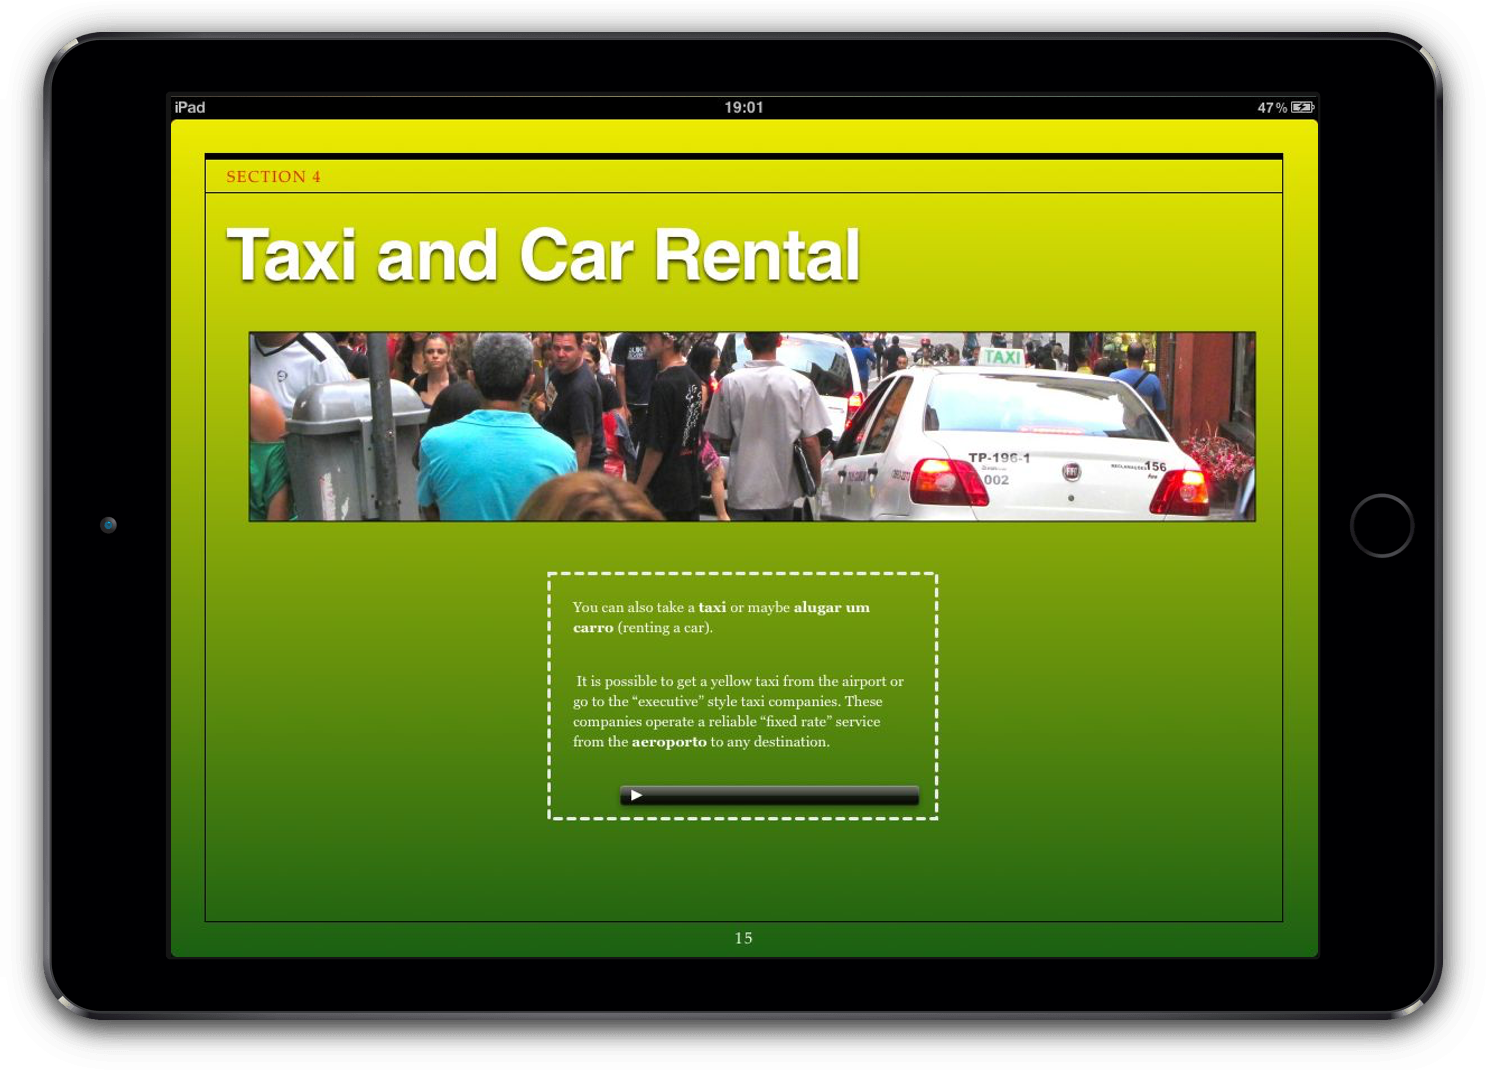 iPad 19:01 47%
SECTION 4
Taxi and Car Rental
TAXI
TP-196-1
002
156
You can also take a taxi or maybe alugar um
carro (renting a car).
It is possible to get a yellow taxi from the airport or
go to the “executive” style taxi companies. These
companies operate a reliable “fixed rate” service
from the aeroporto to any destination.
15